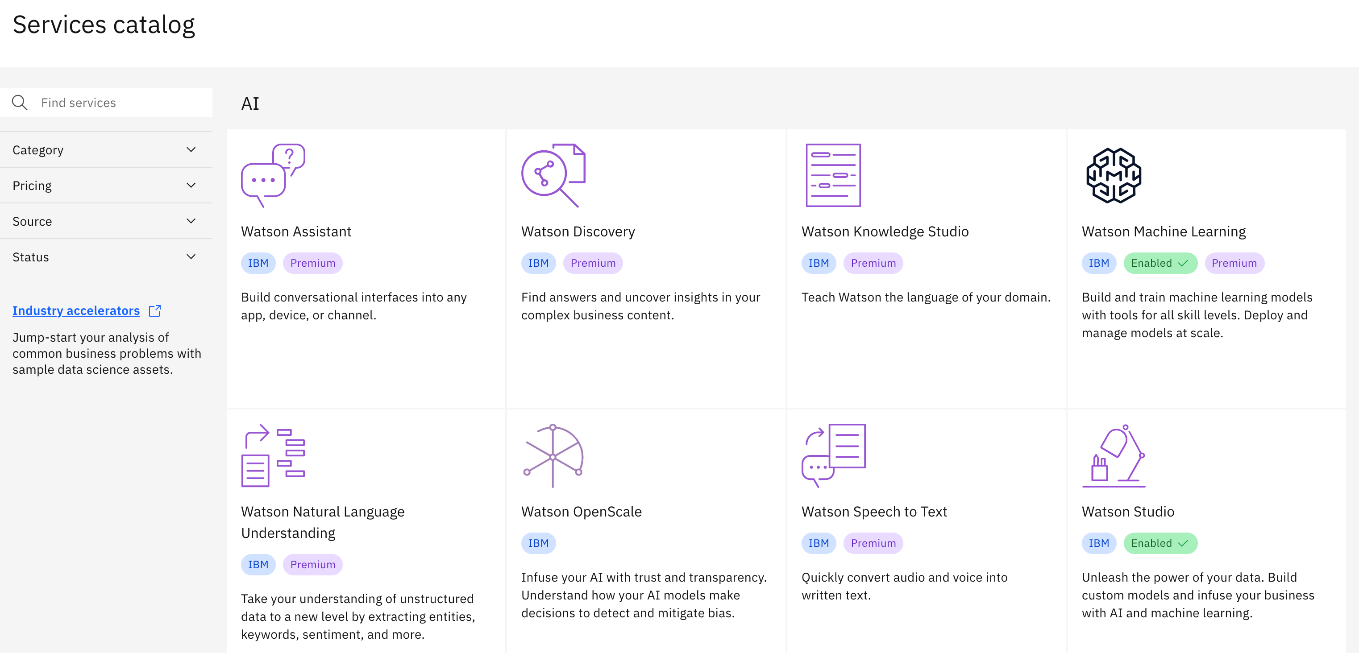 Services catalog
Find services
Category
Pricing
Source
Status
Industry accelerators
Jump-start your analysis of
common business problems with
sample data science assets.
AI
?
Watson Assistant
IBM Premium
Build conversational interfaces into any
app, device, or channel.
Watson Discovery
IBM Premium
Find answers and uncover insights in your
complex business content.
Watson Knowledge Studio
IBM Premium
Teach Watson the language of your domain.
Watson Machine Learning
IBM Enabled Premium
Build and train machine learning models
with tools for all skill levels. Deploy and
manage models at scale.
Watson Natural Language
Understanding
IBM Premium
Take your understanding of unstructured
data to a new level by extracting entities,
keywords, sentiment, and more.
Watson OpenScale
IBM
Infuse your AI with trust and transparency.
Understand how your AI models make
decisions to detect and mitigate bias.
Watson Speech to Text
IBM Premium
Quickly convert audio and voice into
written text.
Watson Studio
IBM Enabled
Unleash the power of your data. Build
custom models and infuse your business
with AI and machine learning.